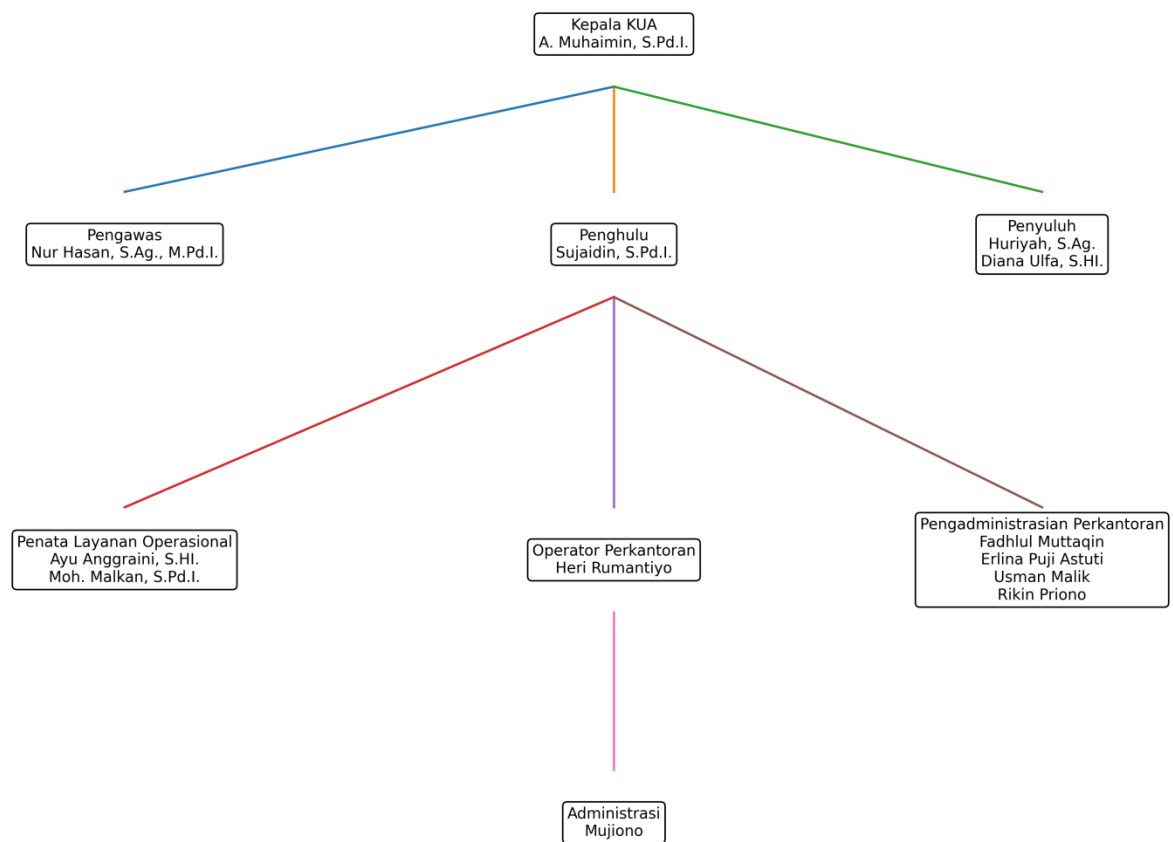 Kepala KUA
A. Muhaimin, S.Pd.I.
Pengawas
Nur Hasan, S.Ag., M.Pd.I.
Penghulu
Sujaidin, S.Pd.I.
Penyuluh
Huriyah, S.Ag.
Diana Ulfa, S.HI.
Penata Layanan Operasional
Ayu Anggraini, S.HI.
Moh. Malkan, S.Pd.I.
Operator Perkantoran
Heri Rumantiyo
Pengadministrasian Perkantoran
Fadhlul Muttaqin
Erlina Puji Astuti
Usman Malik
Rikin Priono
Administrasi
Mujiono